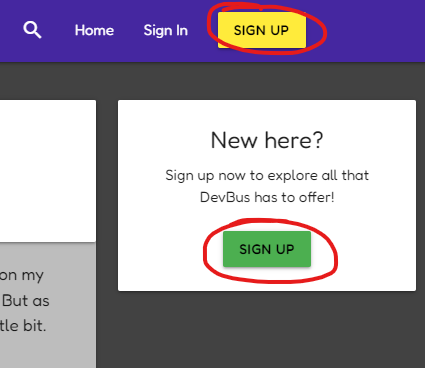 Home
Sign In
SIGN UP
New here?
Sign up now to explore all that
DevBus has to offer!
SIGN UP
on my
But as
tle bit.